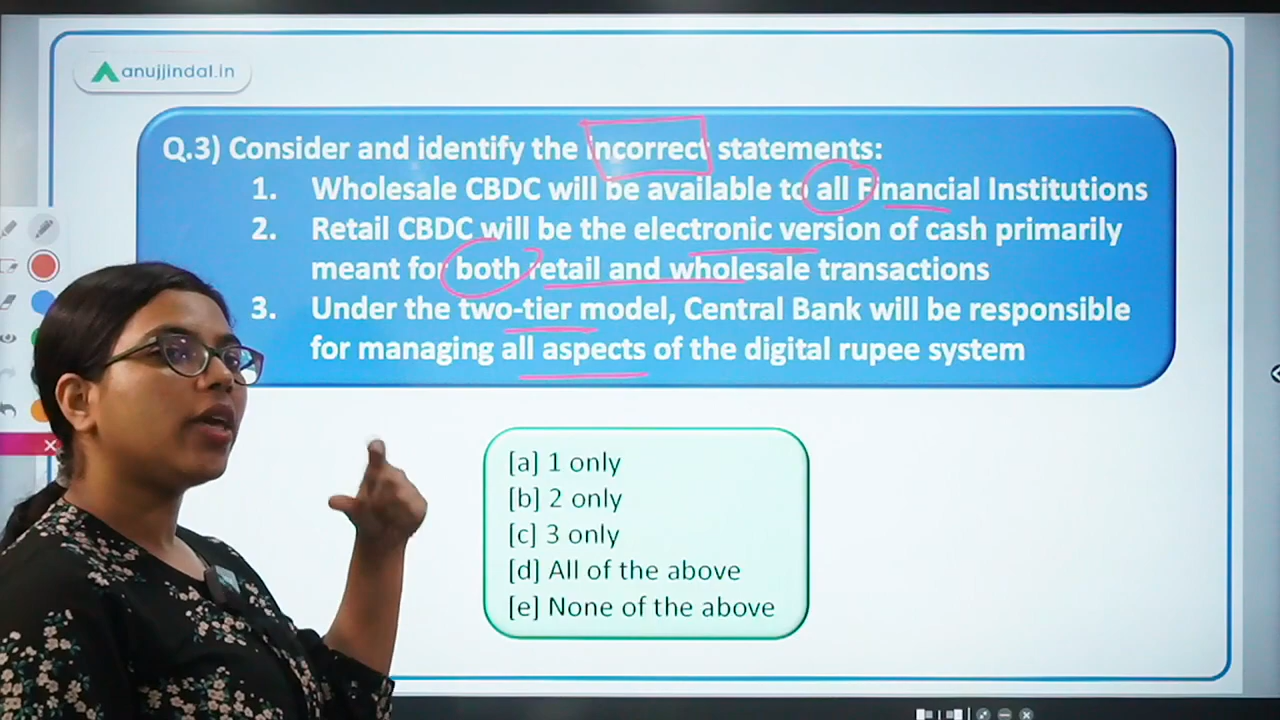 anujjindal.in
Q.3) Consider and identify the incorrect statements:
1. Wholesale CBDC will be available to all Financial Institutions
2. Retail CBDC will be the electronic version of cash primarily
meant for both retail and wholesale transactions
3. Under the two-tier model, Central Bank will be responsible
for managing all aspects of the digital rupee system
[a] 1 only
[b] 2 only
[c] 3 only
[d] All of the above
[e] None of the above